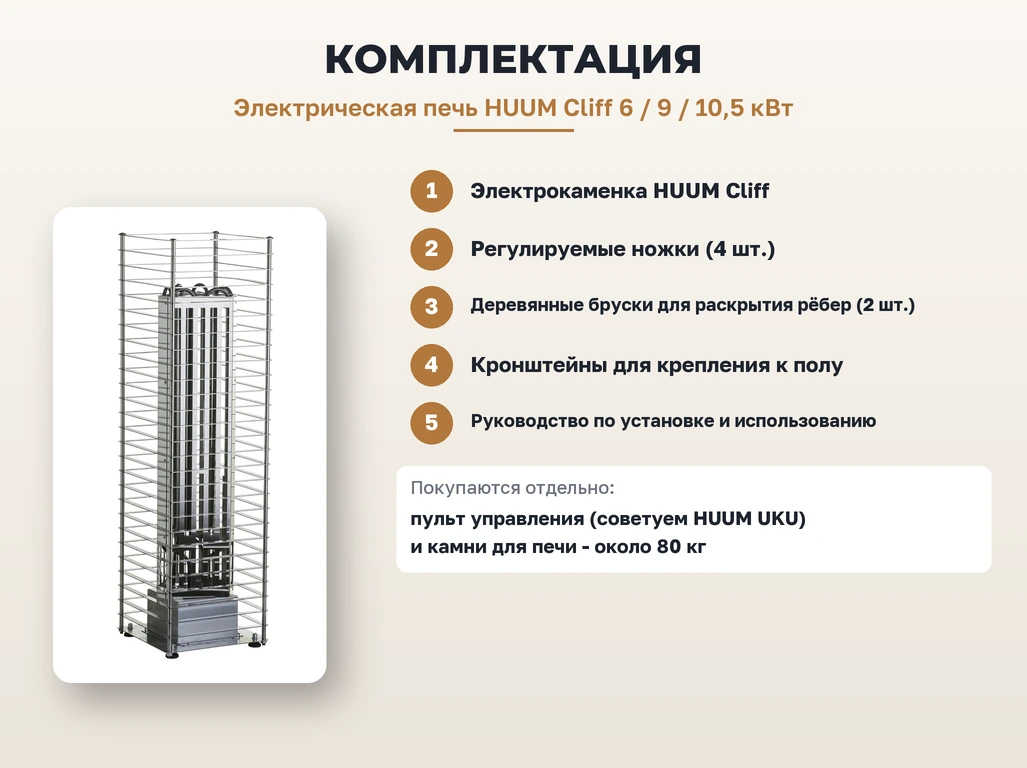 КОМПЛЕКТАЦИЯ
Электрическая печь HUUM Cliff 6 / 9 / 10,5 кВт
1 Электрокаменка HUUM Cliff
2 Регулируемые ножки (4 шт.)
3 Деревянные бруски для раскрытия рёбер (2 шт.)
4 Кронштейны для крепления к полу
5 Руководство по установке и использованию
Покупаются отдельно:
пульт управления (советуем HUUM UKU)
и камни для печи - около 80 кг